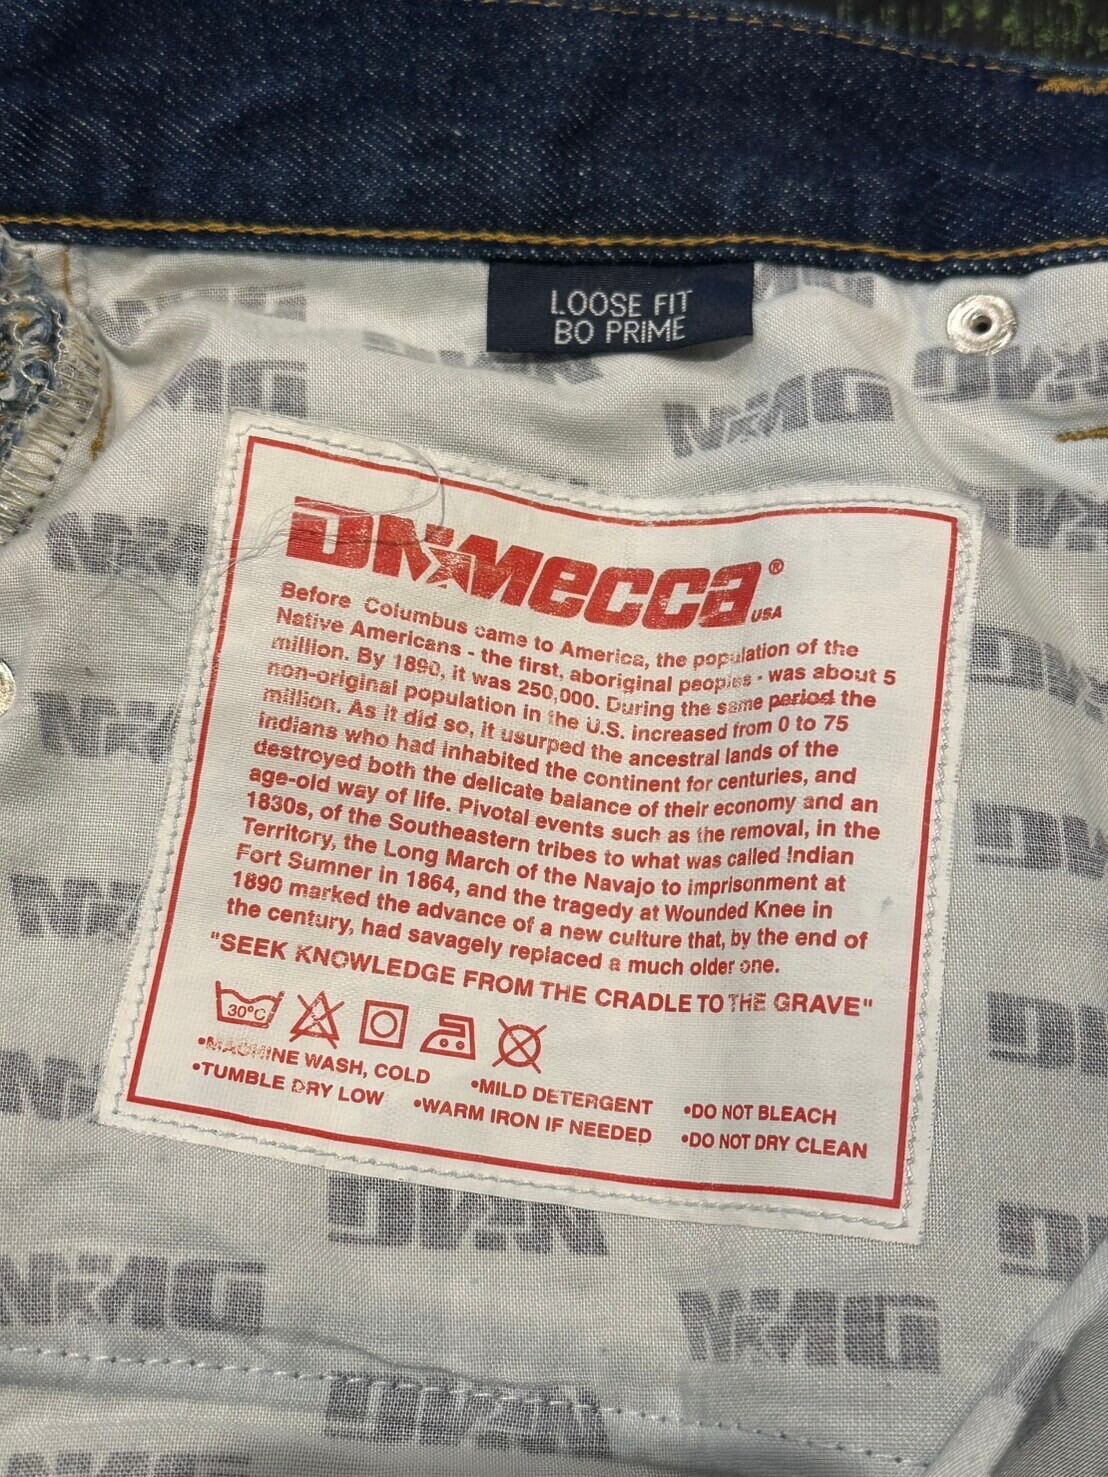 LOOSE FIT
BO PRIME
DNMMecca®
USA
Before Columbus came to America, the population of the
Native Americans - the first, aboriginal peoples - was about 5
million. By 1890, it was 250,000. During the same period the
non-original population in the U.S. increased from 0 to 75
million. As it did so, it usurped the ancestral lands of the
Indians who had inhabited the continent for centuries, and
destroyed both the delicate balance of their economy and an
age-old way of life. Pivotal events such as the removal, in the
1830s, of the Southeastern tribes to what was called Indian
Territory, the Long March of the Navajo to imprisonment at
Fort Sumner in 1864, and the tragedy at Wounded Knee in
1890 marked the advance of a new culture that, by the end of
the century, had savagely replaced a much older one.
"SEEK KNOWLEDGE FROM THE CRADLE TO THE GRAVE"
30°C
•MACHINE WASH, COLD
•TUMBLE DRY LOW
•MILD DETERGENT
•WARM IRON IF NEEDED
•DO NOT BLEACH
•DO NOT DRY CLEAN